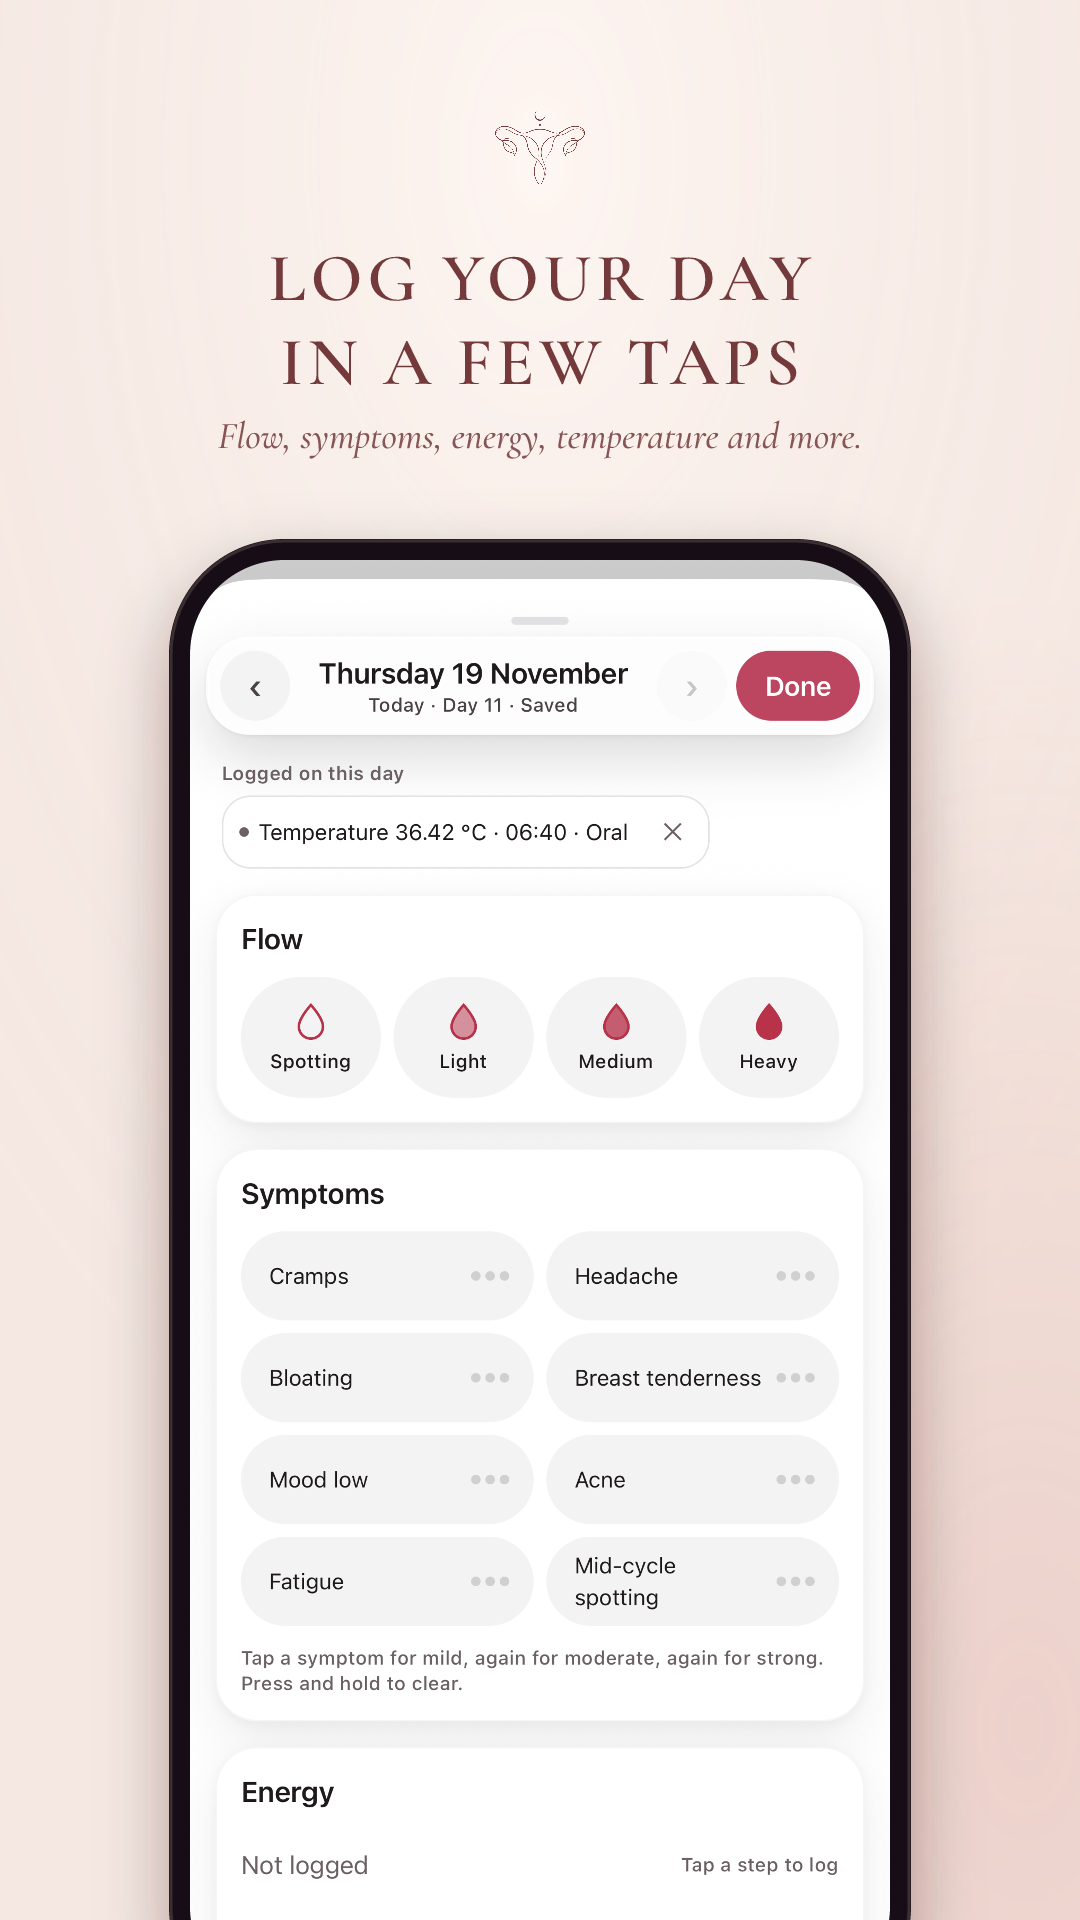 LOG YOUR DAY
IN A FEW TAPS
Flow, symptoms, energy, temperature and more.
Thursday 19 November
Today · Day 11 · Saved
Done
Logged on this day
Temperature 36.42 °C · 06:40 · Oral
Flow
Spotting
Light
Medium
Heavy
Symptoms
Cramps
Headache
Bloating
Breast tenderness
Mood low
Acne
Fatigue
Mid-cycle
spotting
Tap a symptom for mild, again for moderate, again for strong.
Press and hold to clear.
Energy
Not logged
Tap a step to log